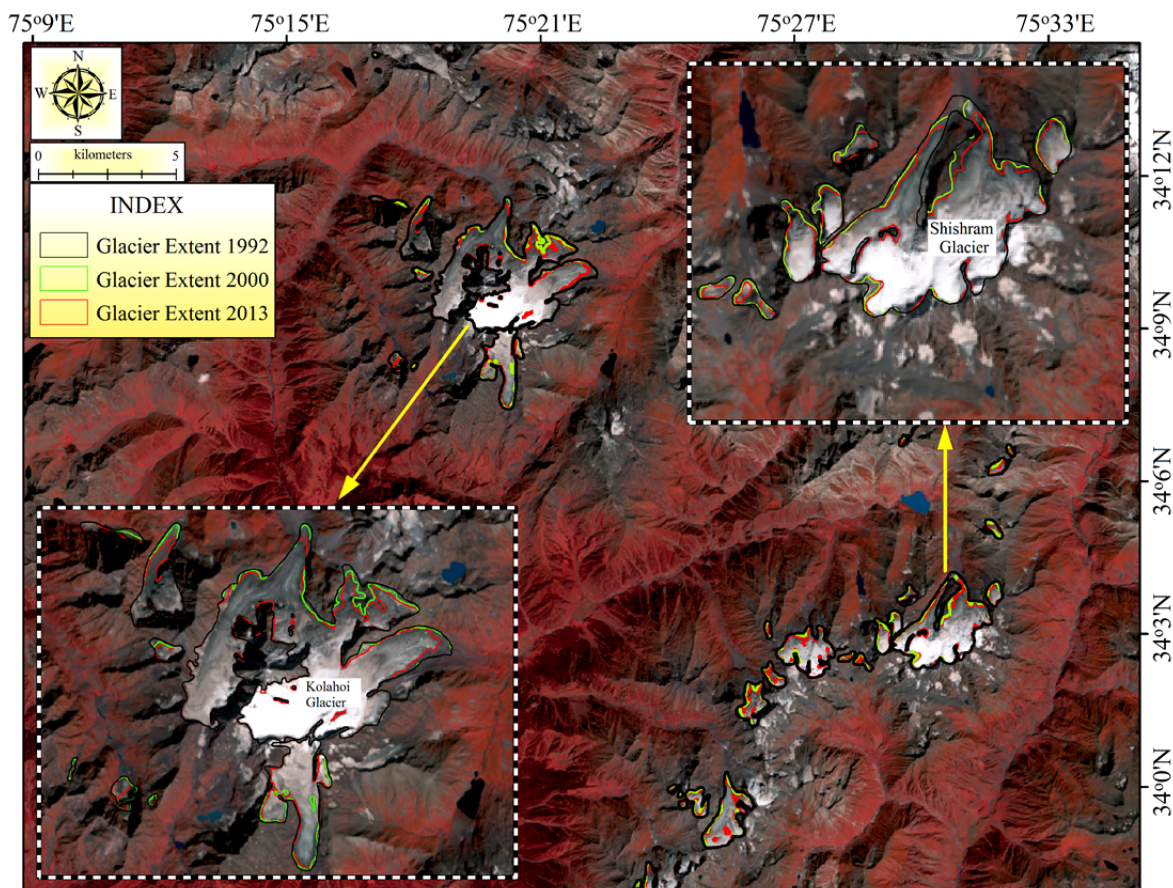 75°9'E 75°15'E 75°21'E 75°27'E 75°33'E
N
W E
S
0 kilometers 5
INDEX
Glacier Extent 1992
Glacier Extent 2000
Glacier Extent 2013
Shishram
Glacier
Kolahoi
Glacier
34°12'N
34°9'N
34°6'N
34°3'N
34°0'N